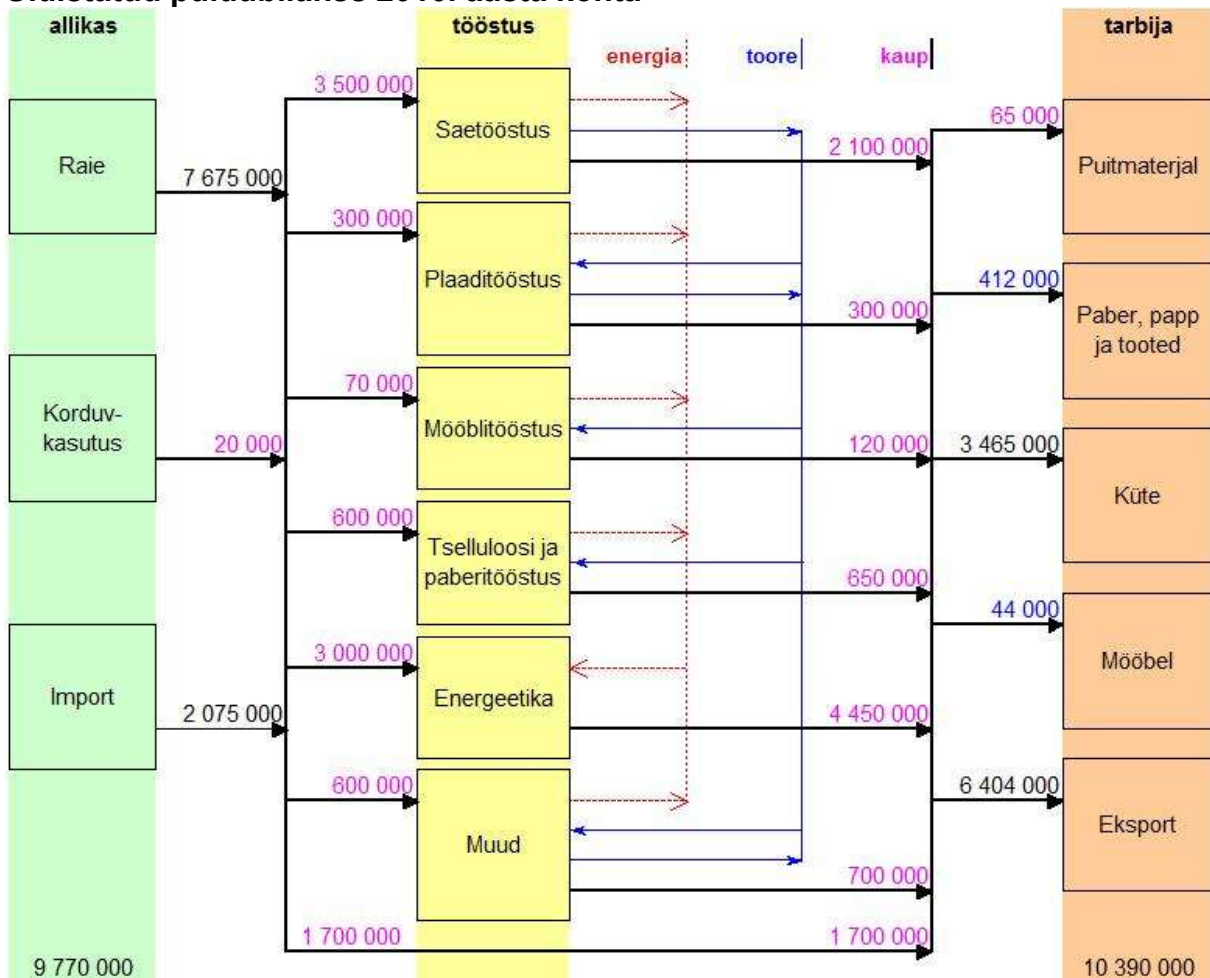 puidubilanss aasta kohta
allikas
tööstus
tarbija
energia
toore
kaup
3 500 000
Saetööstus
65 000
Raie
2 100 000
Puitmaterjal
7 675 000
300 000
Plaaditööstus
412 000
300 000
Paber, papp
ja tooted
70 000
Korduv-
kasutus
20 000
Mööblitööstus
120 000
3 465 000
Küte
600 000
Tselluloosi ja
paberitööstus
650 000
44 000
3 000 000
Mööbel
Import
Energeetika
2 075 000
4 450 000
600 000
6 404 000
Muud
Eksport
700 000
1 700 000
1 700 000
9 770 000
10 390 000